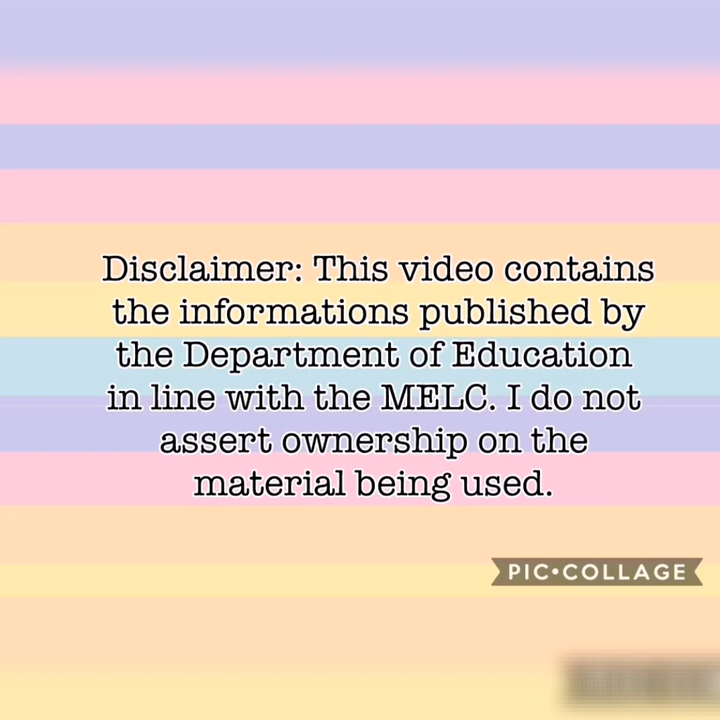 Disclaimer: This video contains
the informations published by
the Department of Education
in line with the MELC. I do not
assert ownership on the
material being used.
PIC•COLLAGE